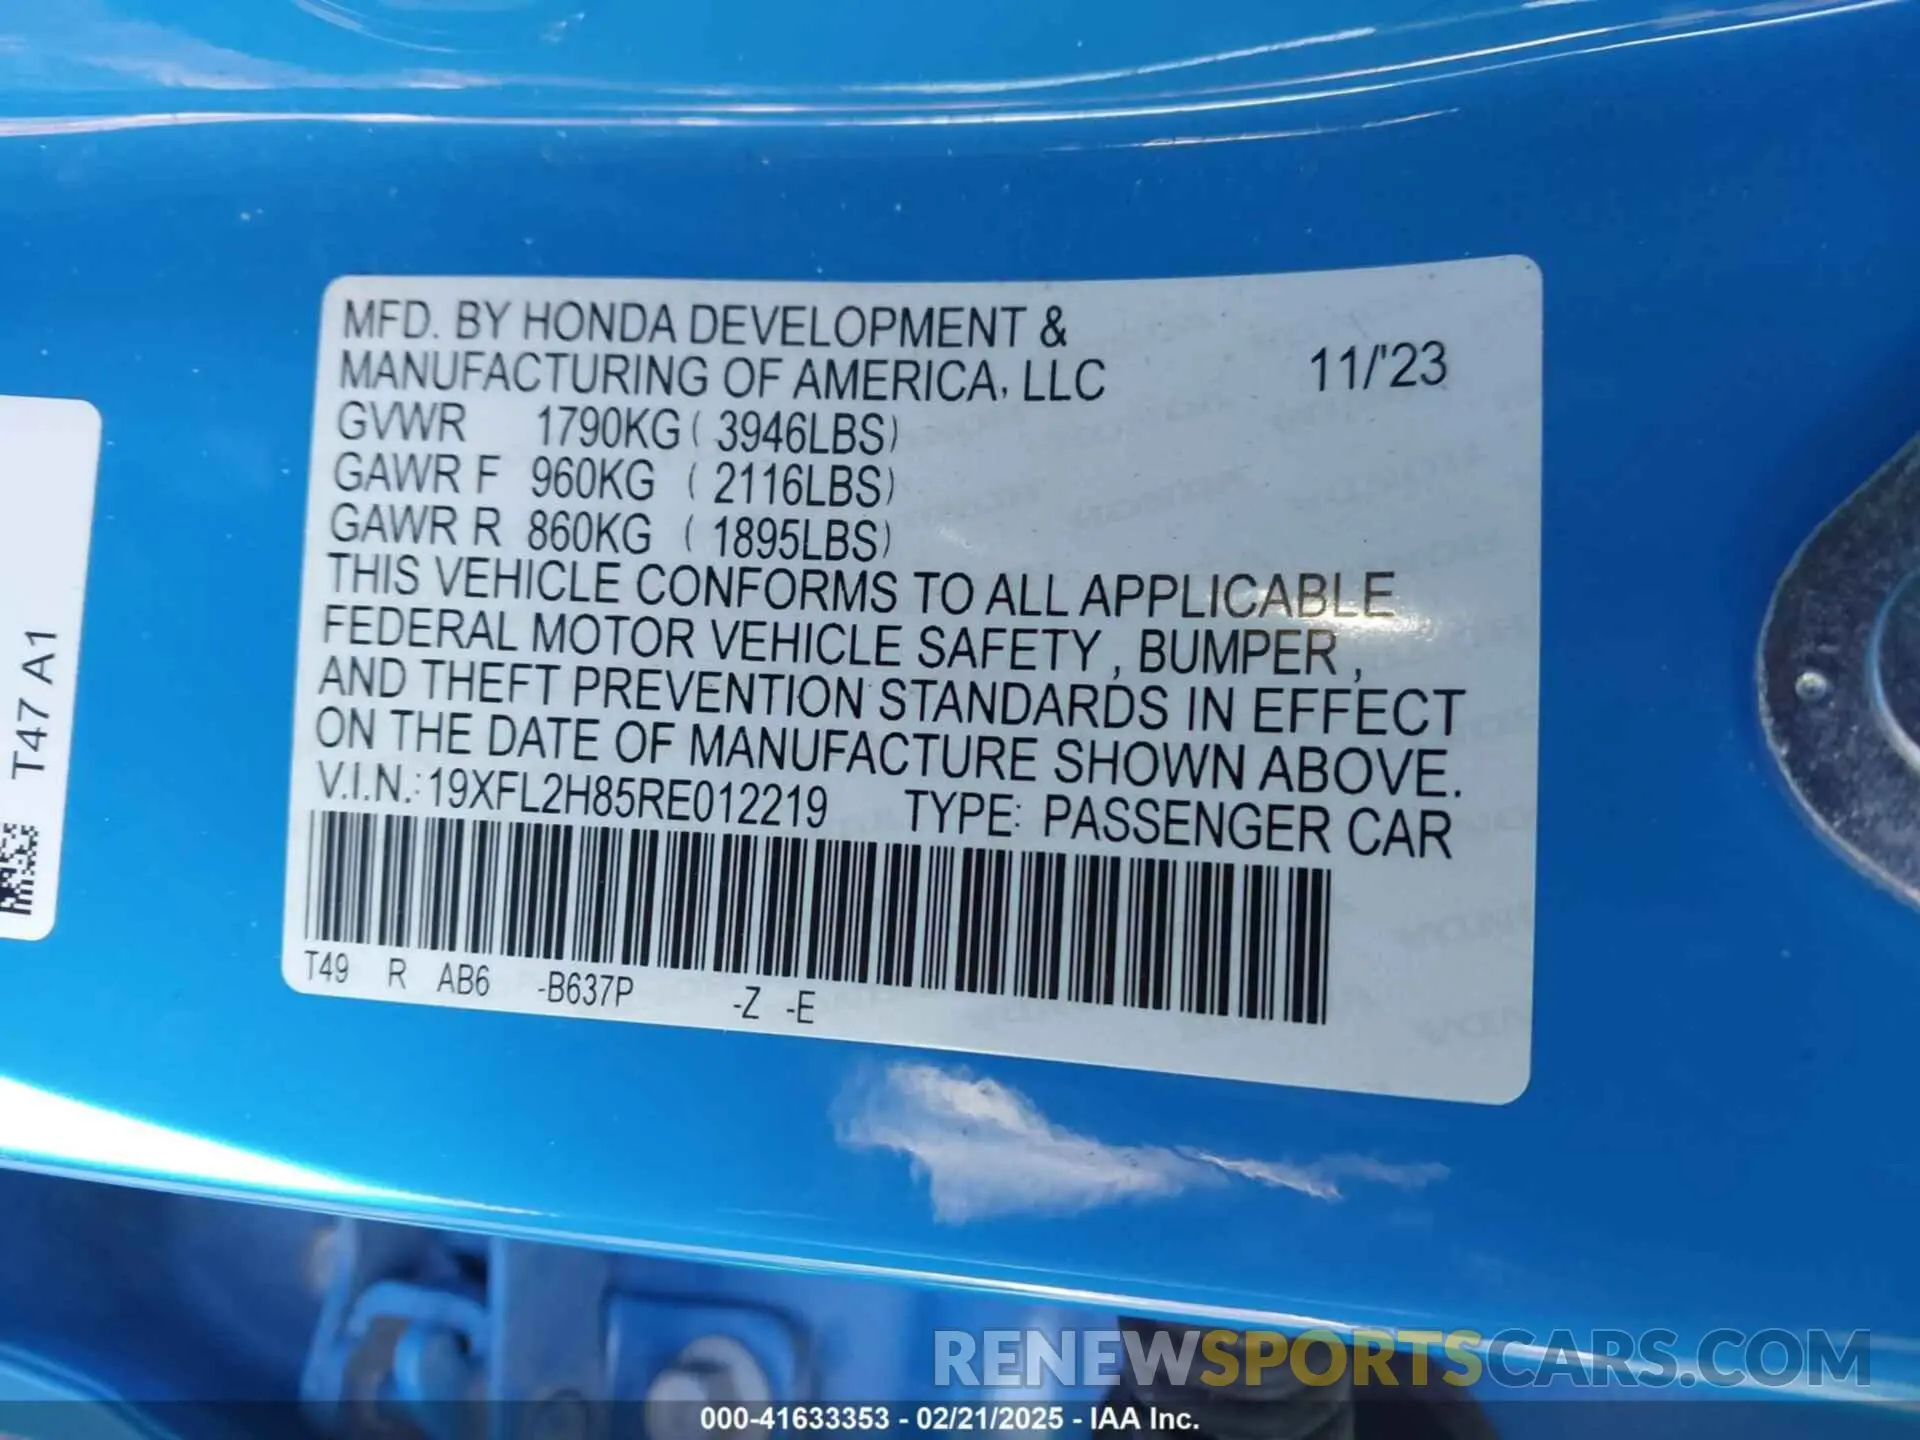 MFD. BY HONDA DEVELOPMENT &
MANUFACTURING OF AMERICA, LLC 11/'23
GVWR 1790KG ( 3946LBS)
GAWR F 960KG ( 2116LBS)
GAWR R 860KG ( 1895LBS)
THIS VEHICLE CONFORMS TO ALL APPLICABLE
FEDERAL MOTOR VEHICLE SAFETY , BUMPER ,
AND THEFT PREVENTION STANDARDS IN EFFECT
ON THE DATE OF MANUFACTURE SHOWN ABOVE.
V.I.N.: 19XFL2H85RE012219 TYPE: PASSENGER CAR
T49 R AB6 -B637P -Z -E
T47 A1
RENEWSPORTSCARS.COM
000-41633353 - 02/21/2025 - IAA Inc.